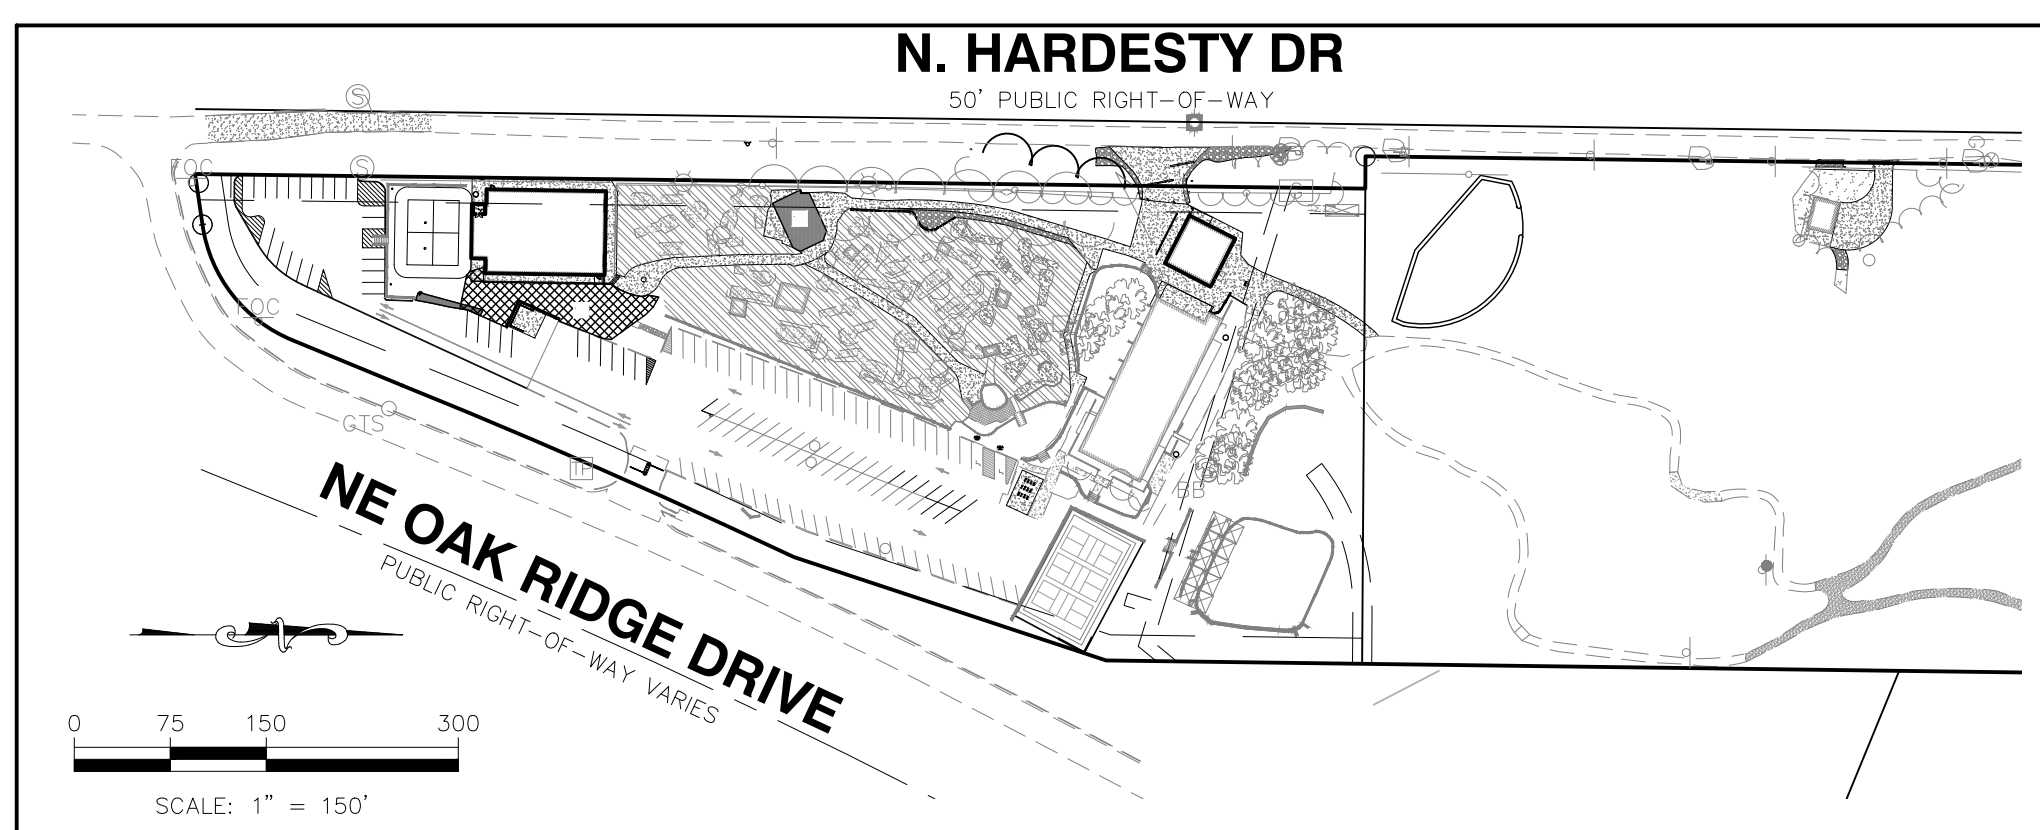 N. HARDESTY DR
50' PUBLIC RIGHT-OF-WAY
S
FOC
S
G
FOC
GTS
TP
BB
NE OAK RIDGE DRIVE
PUBLIC RIGHT-OF-WAY VARIES
N
0 75 150 300
SCALE: 1" = 150'